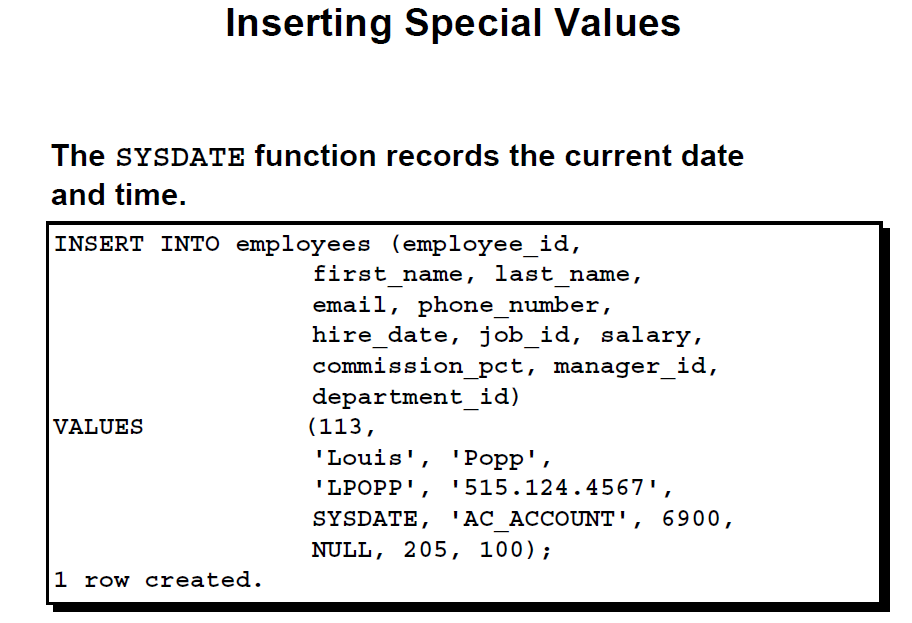 Inserting Special Values
The SYSDATE function records the current date
and time.
INSERT INTO employees (employee_id,
first_name, last_name,
email, phone_number,
hire_date, job_id, salary,
commission_pct, manager_id,
department_id)
VALUES (113,
'Louis', 'Popp',
'LPOPP', '515.124.4567',
SYSDATE, 'AC_ACCOUNT', 6900,
NULL, 205, 100);
1 row created.